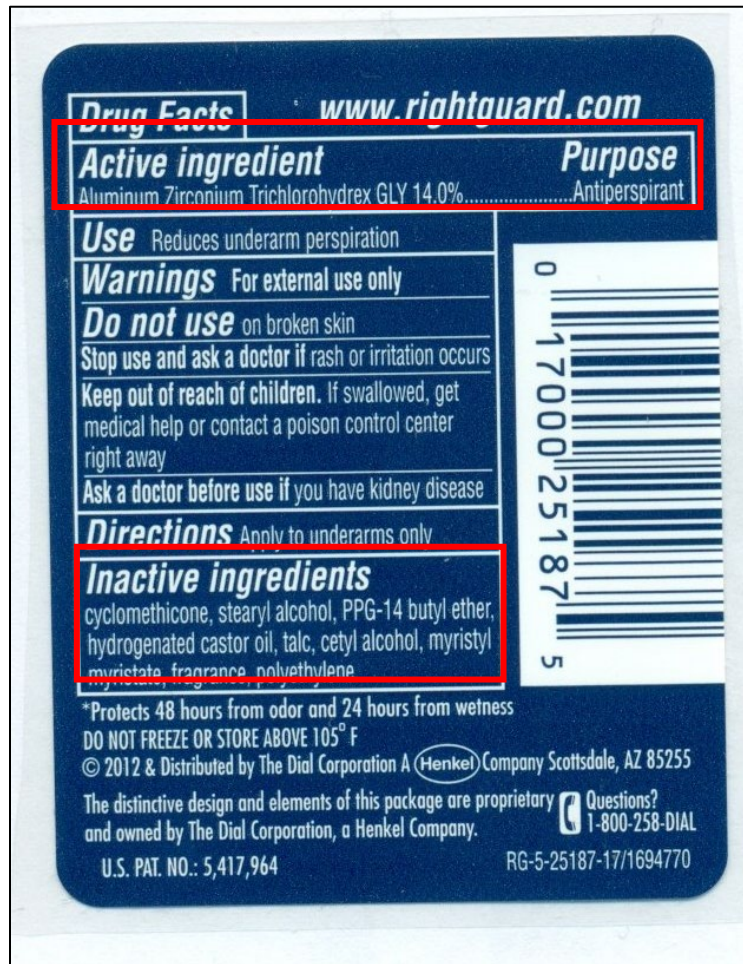 Drug Facts www.rightguard.com
Active ingredient Purpose
Aluminum Zirconium Trichlorohydrex GLY 14.0%......................Antiperspirant
Use Reduces underarm perspiration
Warnings For external use only
Do not use on broken skin
Stop use and ask a doctor if rash or irritation occurs
Keep out of reach of children. If swallowed, get
medical help or contact a poison control center
right away
Ask a doctor before use if you have kidney disease
Directions Apply to underarms only
Inactive ingredients
cyclomethicone, stearyl alcohol, PPG-14 butyl ether,
hydrogenated castor oil, talc, cetyl alcohol, myristyl
myristate, fragrance, polyethylene
0 17000 25187 5
*Protects 48 hours from odor and 24 hours from wetness
DO NOT FREEZE OR STORE ABOVE 105° F
© 2012 & Distributed by The Dial Corporation A Henkel Company Scottsdale, AZ 85255
The distinctive design and elements of this package are proprietary
and owned by The Dial Corporation, a Henkel Company.
Questions?
1-800-258-DIAL
U.S. PAT. NO.: 5,417,964
RG-5-25187-17/1694770